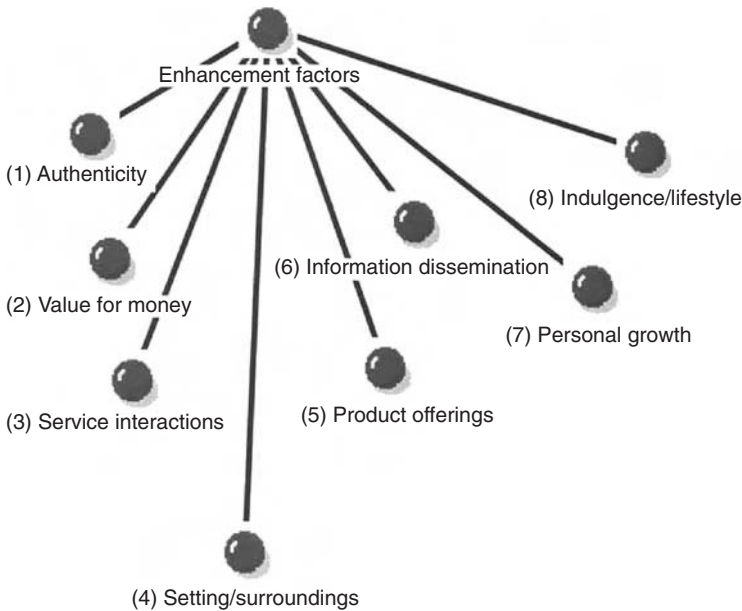 Enhancement factors
(1) Authenticity
(2) Value for money
(3) Service interactions
(4) Setting/surroundings
(5) Product offerings
(6) Information dissemination
(7) Personal growth
(8) Indulgence/lifestyle